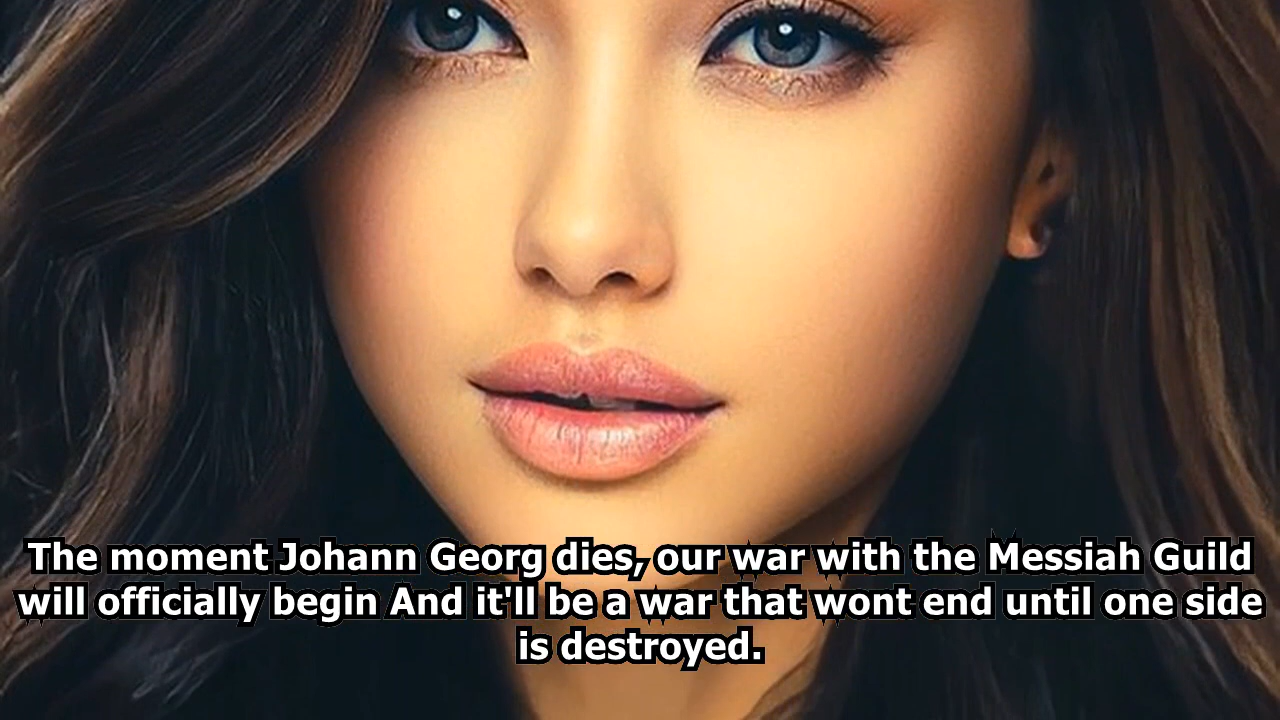 The moment Johann Georg dies, our war with the Messiah Guild
will officially begin And it'll be a war that wont end until one side
is destroyed.